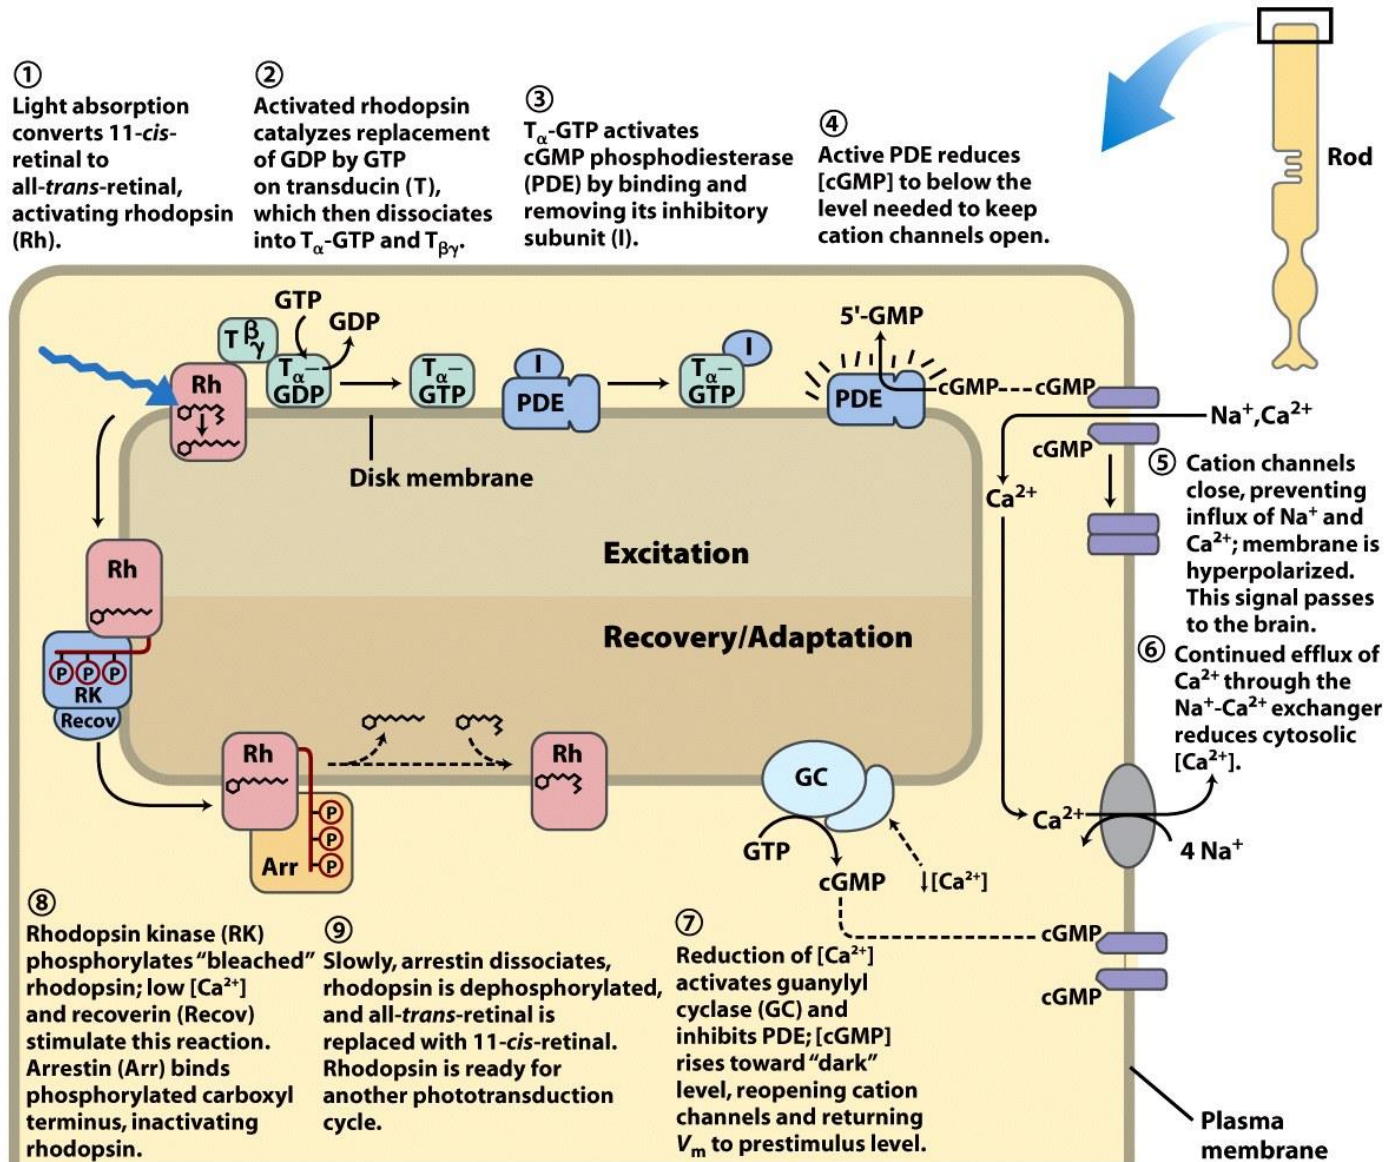 ①
Light absorption
converts 11-cis-
retinal to
all-trans-retinal,
activating rhodopsin
(Rh).
②
Activated rhodopsin
catalyzes replacement
of GDP by GTP
on transducin (T),
which then dissociates
into Tα-GTP and Tβγ.
③
Tα-GTP activates
cGMP phosphodiesterase
(PDE) by binding and
removing its inhibitory
subunit (I).
④
Active PDE reduces
[cGMP] to below the
level needed to keep
cation channels open.
Rod
GTP
GDP
T βγ
Rh
Tα–
GDP
Tα–
GTP
I
PDE
Tα–
GTP
I
5'-GMP
PDE
cGMP
cGMP
Na⁺,Ca²⁺
cGMP
Disk membrane
Ca²⁺
⑤ Cation channels
close, preventing
influx of Na⁺ and
Ca²⁺; membrane is
hyperpolarized.
This signal passes
to the brain.
Excitation
Recovery/Adaptation
Rh
P P P
RK
Recov
⑥ Continued efflux of
Ca²⁺ through the
Na⁺-Ca²⁺ exchanger
reduces cytosolic
[Ca²⁺].
Rh
P
P
P
Arr
Rh
GC
GTP
cGMP
↓[Ca²⁺]
Ca²⁺
4 Na⁺
cGMP
cGMP
⑧
Rhodopsin kinase (RK)
phosphorylates “bleached”
rhodopsin; low [Ca²⁺]
and recoverin (Recov)
stimulate this reaction.
Arrestin (Arr) binds
phosphorylated carboxyl
terminus, inactivating
rhodopsin.
⑨
Slowly, arrestin dissociates,
rhodopsin is dephosphorylated,
and all-trans-retinal is
replaced with 11-cis-retinal.
Rhodopsin is ready for
another phototransduction
cycle.
⑦
Reduction of [Ca²⁺]
activates guanylyl
cyclase (GC) and
inhibits PDE; [cGMP]
rises toward “dark”
level, reopening cation
channels and returning
Vm to prestimulus level.
Plasma
membrane